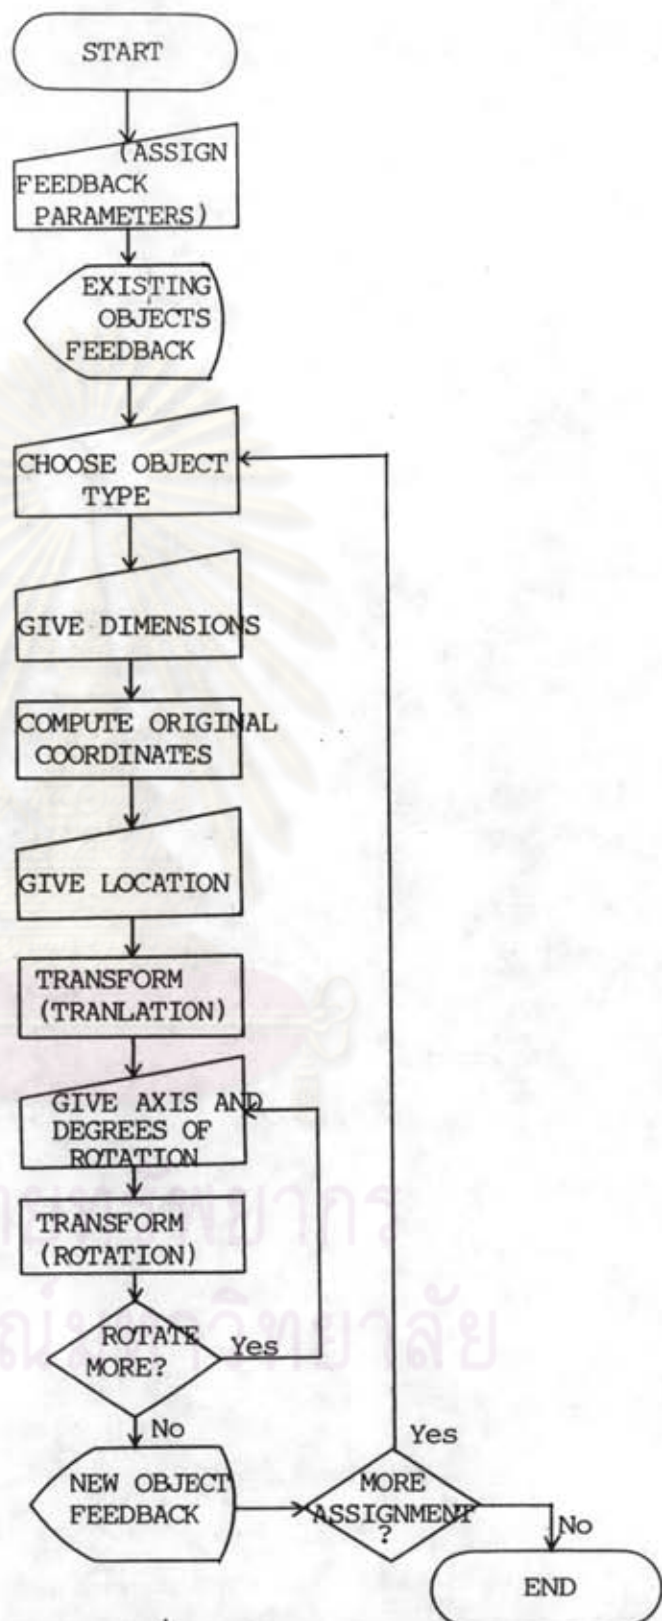 START
(ASSIGN
FEEDBACK
PARAMETERS)
EXISTING
OBJECTS
FEEDBACK
CHOOSE OBJECT
TYPE
GIVE DIMENSIONS
COMPUTE ORIGINAL
COORDINATES
GIVE LOCATION
TRANSFORM
(TRANLATION)
GIVE AXIS AND
DEGREES OF
ROTATION
TRANSFORM
(ROTATION)
ROTATE
MORE?
Yes
No
NEW OBJECT
FEEDBACK
MORE
ASSIGNMENT
?
Yes
No
END